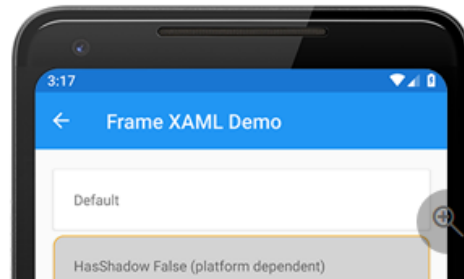 3:17
Frame XAML Demo
Default
HasShadow False (platform dependent)